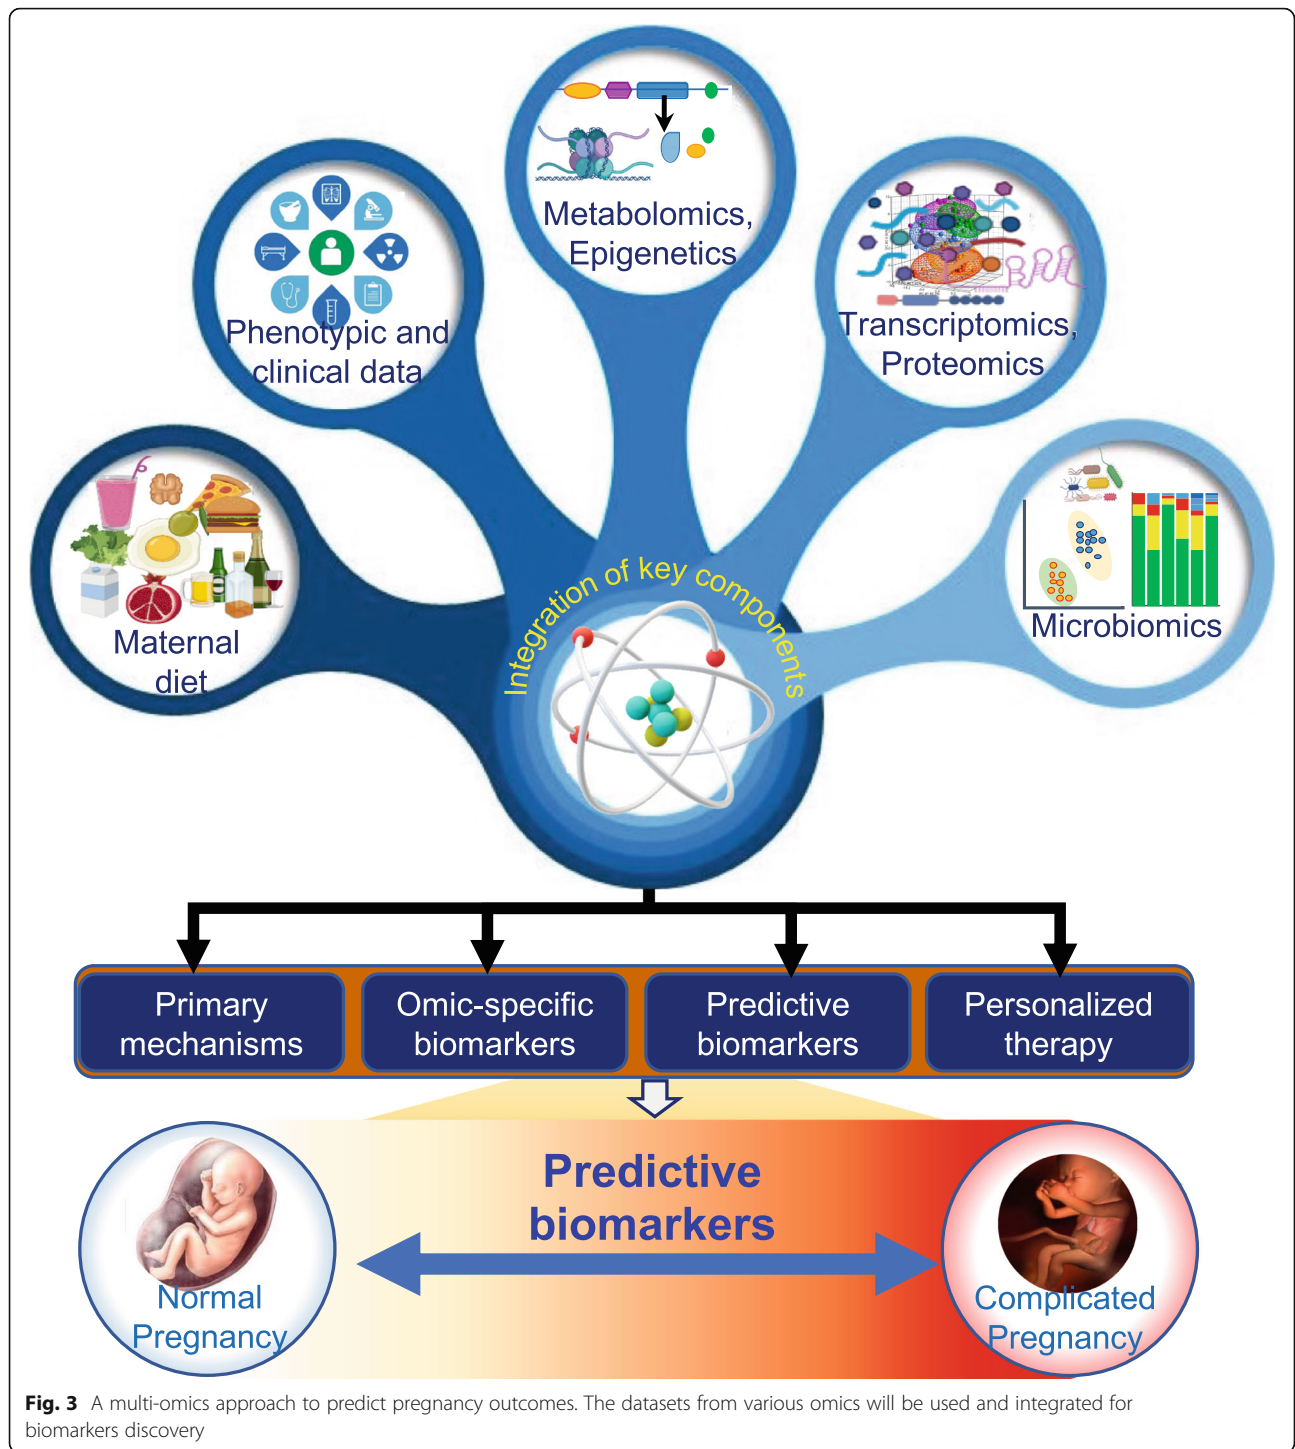 Metabolomics,
Epigenetics
Phenotypic and
clinical data
Transcriptomics,
Proteomics
Maternal
diet
Microbiomics
Integration of key components
Primary
mechanisms
Omic-specific
biomarkers
Predictive
biomarkers
Personalized
therapy
Predictive
biomarkers
Normal
Pregnancy
Complicated
Pregnancy
Fig. 3 A multi-omics approach to predict pregnancy outcomes. The datasets from various omics will be used and integrated for
biomarkers discovery